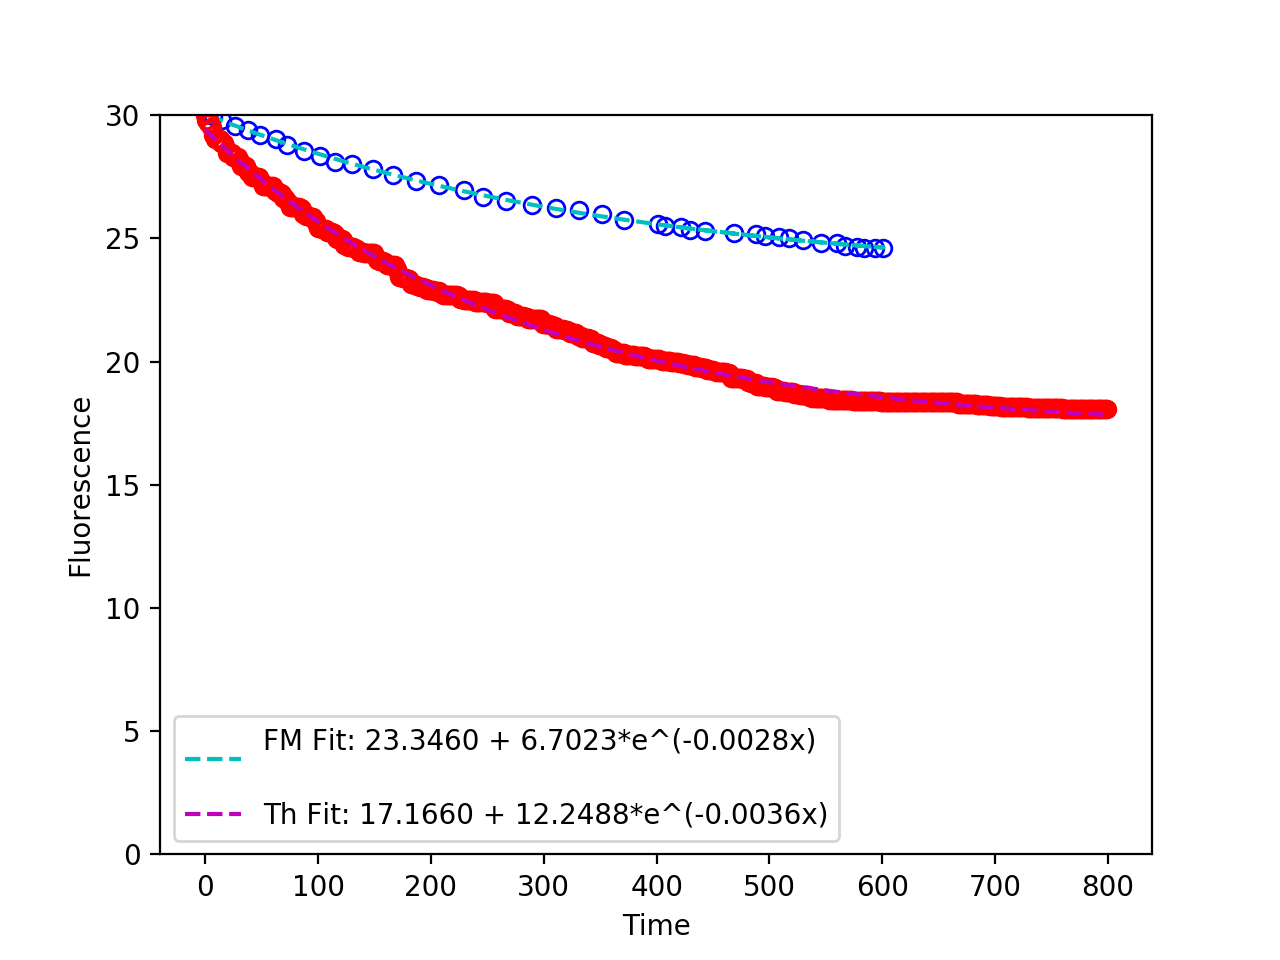 30
25
20
15
10
5
0
Fluorescence
FM Fit: 23.3460 + 6.7023*e^(-0.0028x)
Th Fit: 17.1660 + 12.2488*e^(-0.0036x)
0 100 200 300 400 500 600 700 800
Time